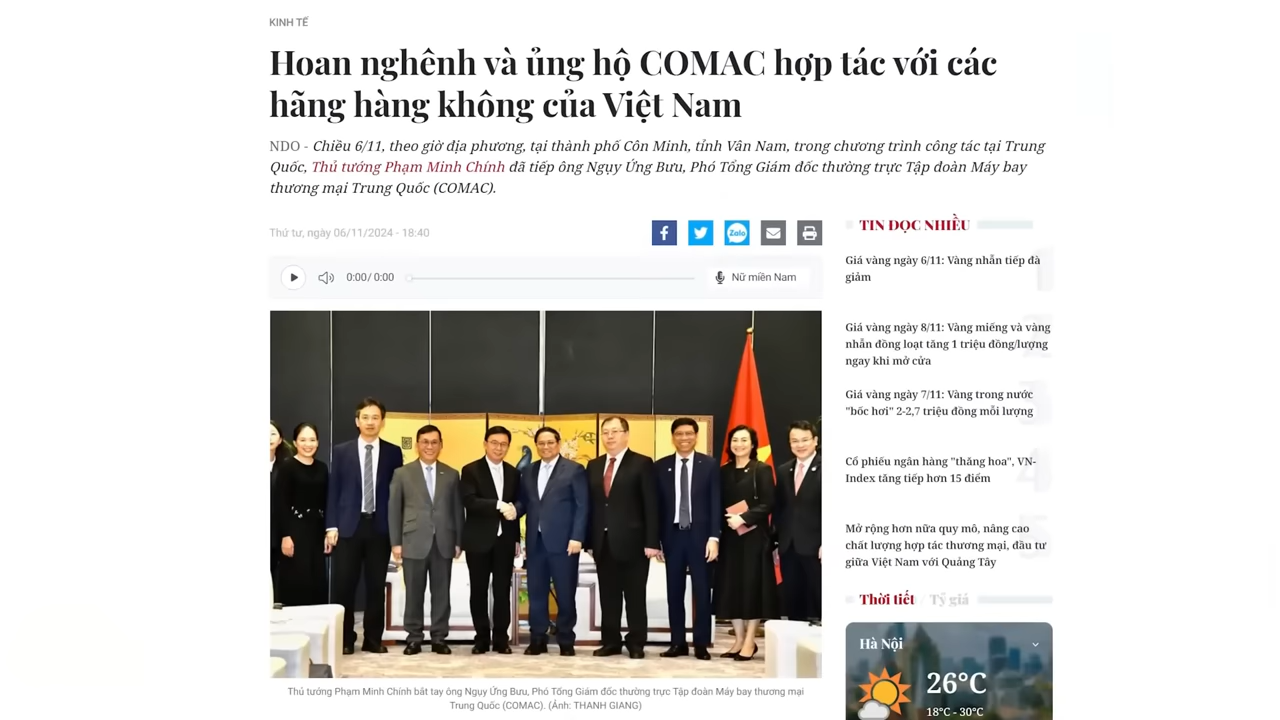 KINH TẾ
Hoan nghênh và ủng hộ COMAC hợp tác với các
hãng hàng không của Việt Nam
NDO - Chiều 6/11, theo giờ địa phương, tại thành phố Côn Minh, tỉnh Vân Nam, trong chương trình công tác tại Trung
Quốc, Thủ tướng Phạm Minh Chính đã tiếp ông Ngụy Ứng Bưu, Phó Tổng Giám đốc thường trực Tập đoàn Máy bay
thương mại Trung Quốc (COMAC).
Thứ tư, ngày 06/11/2024 - 18:40
Zalo
0:00/ 0:00
Nữ miền Nam
Thủ tướng Phạm Minh Chính bắt tay ông Ngụy Ứng Bưu, Phó Tổng Giám đốc thường trực Tập đoàn Máy bay thương mại
Trung Quốc (COMAC). (Ảnh: THANH GIANG)
TIN ĐỌC NHIỀU
Giá vàng ngày 6/11: Vàng nhẫn tiếp đà
giảm
1
Giá vàng ngày 8/11: Vàng miếng và vàng
nhẫn đồng loạt tăng 1 triệu đồng/lượng
ngay khi mở cửa
2
Giá vàng ngày 7/11: Vàng trong nước
"bốc hơi" 2-2,7 triệu đồng mỗi lượng
3
Cổ phiếu ngân hàng "thăng hoa", VN-
Index tăng tiếp hơn 15 điểm
4
Mở rộng hơn nữa quy mô, nâng cao
chất lượng hợp tác thương mại, đầu tư
giữa Việt Nam với Quảng Tây
5
Thời tiết
Tỷ giá
Hà Nội
26°C
18°C - 30°C